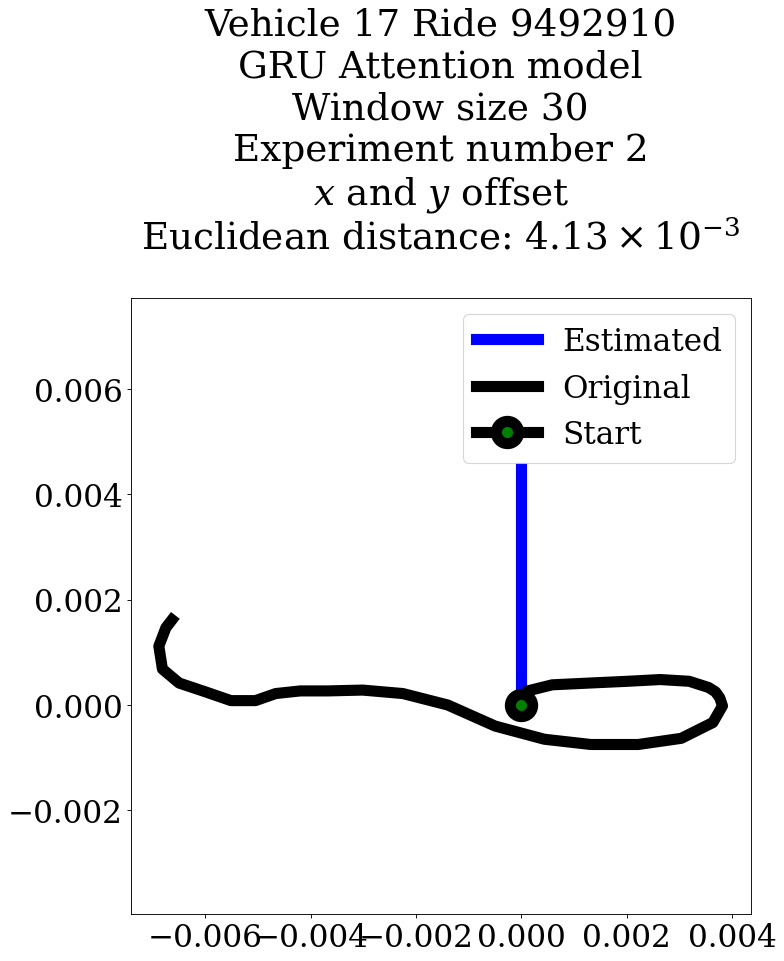 Vehicle 17 Ride 9492910
GRU Attention model
Window size 30
Experiment number 2
x and y offset
Euclidean distance: 4.13 × 10⁻³
Estimated
Original
Start
0.006
0.004
0.002
0.000
−0.002
−0.006 −0.004 −0.002 0.000 0.002 0.004